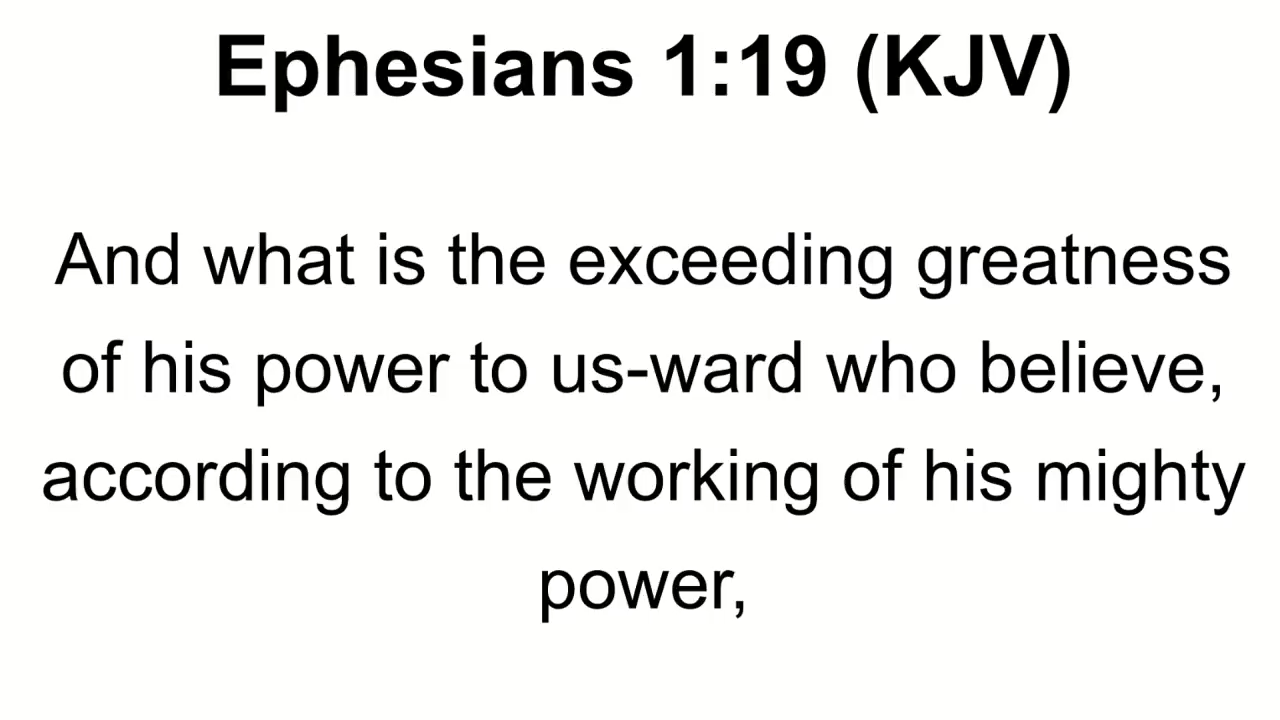 Ephesians 1:19 (KJV)
And what is the exceeding greatness
of his power to us-ward who believe,
according to the working of his mighty
power,